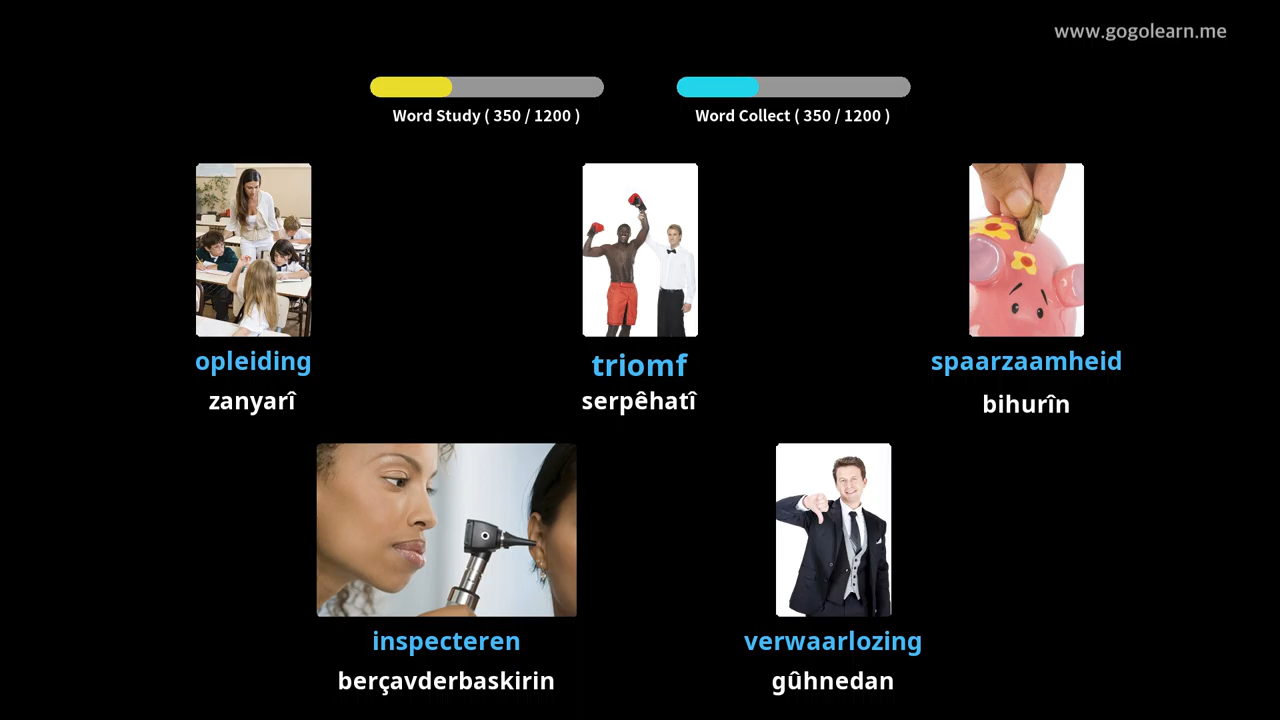 www.gogolearn.me
Word Study ( 350 / 1200 )
Word Collect ( 350 / 1200 )
opleiding
zanyarî
triomf
serpêhatî
spaarzaamheid
bihurîn
inspecteren
berçavderbaskirin
verwaarlozing
gûhnedan